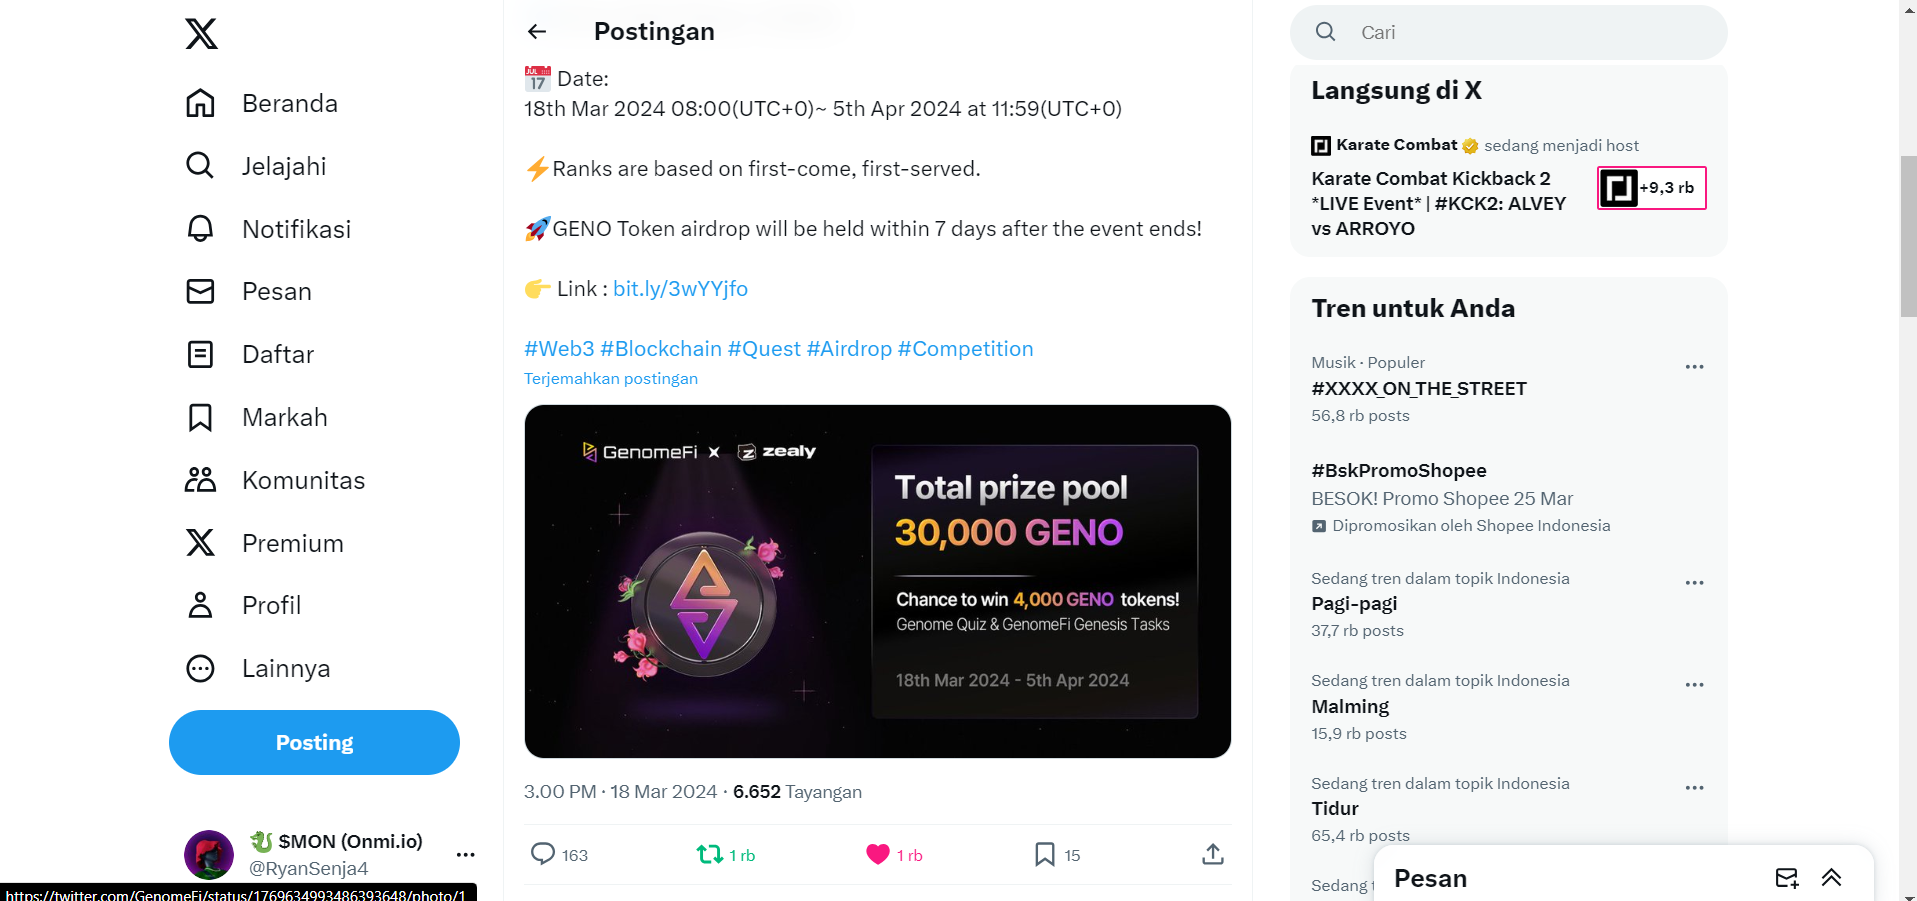 Beranda
Jelajahi
Notifikasi
Pesan
Daftar
Markah
Komunitas
Premium
Profil
Lainnya
Posting
$MON (Onmi.io)
@RyanSenja4
https://twitter.com/GenomeFi/status/1769634993486393648/photo/1
Postingan
Date:
18th Mar 2024 08:00(UTC+0)~ 5th Apr 2024 at 11:59(UTC+0)
⚡Ranks are based on first-come, first-served.
🚀GENO Token airdrop will be held within 7 days after the event ends!
👉 Link : bit.ly/3wYYjfo
#Web3 #Blockchain #Quest #Airdrop #Competition
Terjemahkan postingan
GenomeFi x zealy
Total prize pool
30,000 GENO
Chance to win 4,000 GENO tokens!
Genome Quiz & GenomeFi Genesis Tasks
18th Mar 2024 - 5th Apr 2024
3.00 PM · 18 Mar 2024 · 6.652 Tayangan
163 1 rb 1 rb 15
Cari
Langsung di X
Karate Combat sedang menjadi host
Karate Combat Kickback 2
*LIVE Event* | #KCK2: ALVEY
vs ARROYO
+9,3 rb
Tren untuk Anda
Musik · Populer
#XXXX_ON_THE_STREET
56,8 rb posts
#BskPromoShopee
BESOK! Promo Shopee 25 Mar
Dipromosikan oleh Shopee Indonesia
Sedang tren dalam topik Indonesia
Pagi-pagi
37,7 rb posts
Sedang tren dalam topik Indonesia
Malming
15,9 rb posts
Sedang tren dalam topik Indonesia
Tidur
65,4 rb posts
Sedang
Pesan